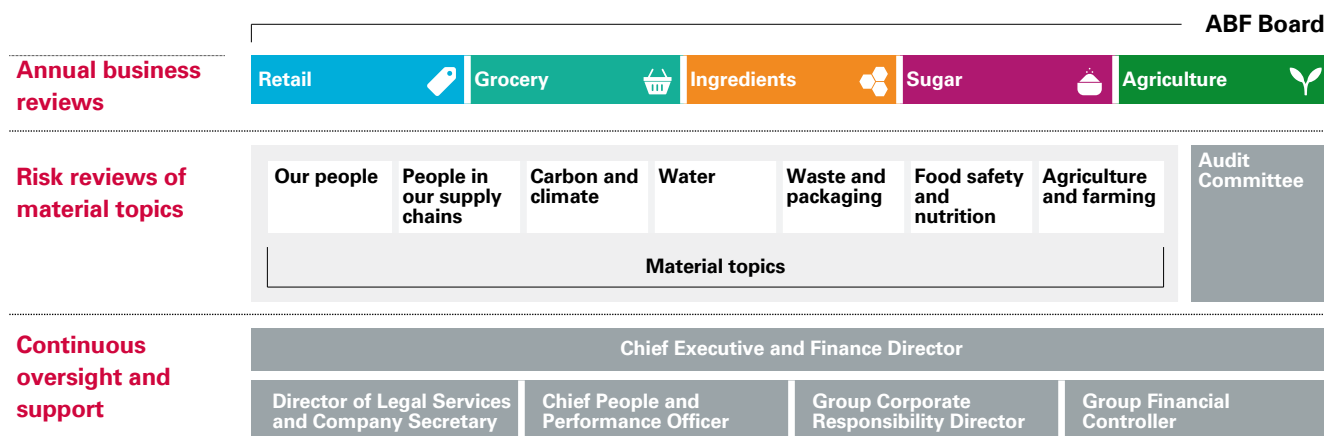 ABF Board
Annual business
reviews
Retail
Grocery
Ingredients
Sugar
Agriculture
Risk reviews of
material topics
Our people
People in
our supply
chains
Carbon and
climate
Water
Waste and
packaging
Food safety
and
nutrition
Agriculture
and farming
Material topics
Audit
Committee
Continuous
oversight and
support
Chief Executive and Finance Director
Director of Legal Services
and Company Secretary
Chief People and
Performance Officer
Group Corporate
Responsibility Director
Group Financial
Controller